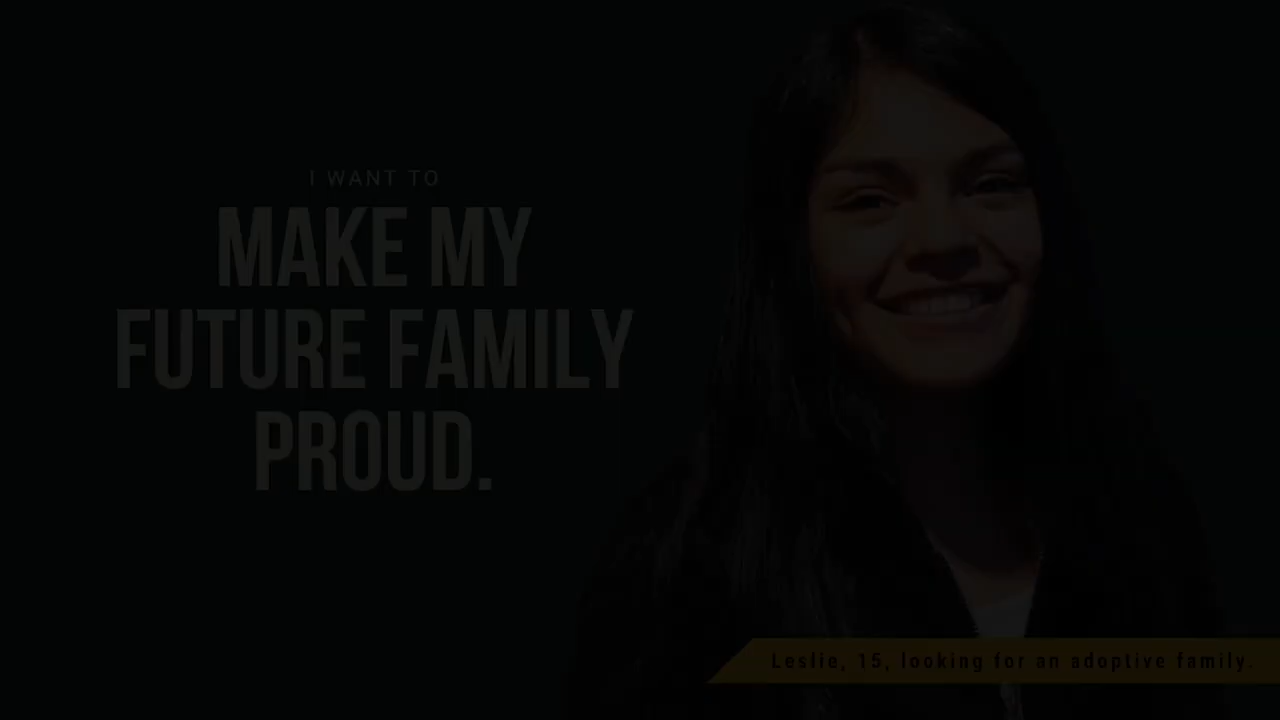 I WANT TO
MAKE MY
FUTURE FAMILY
PROUD.
Leslie, 15, looking for an adoptive family.